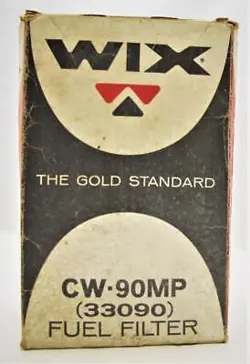 WIX
THE GOLD STANDARD
CW-90MP
(33090)
FUEL FILTER